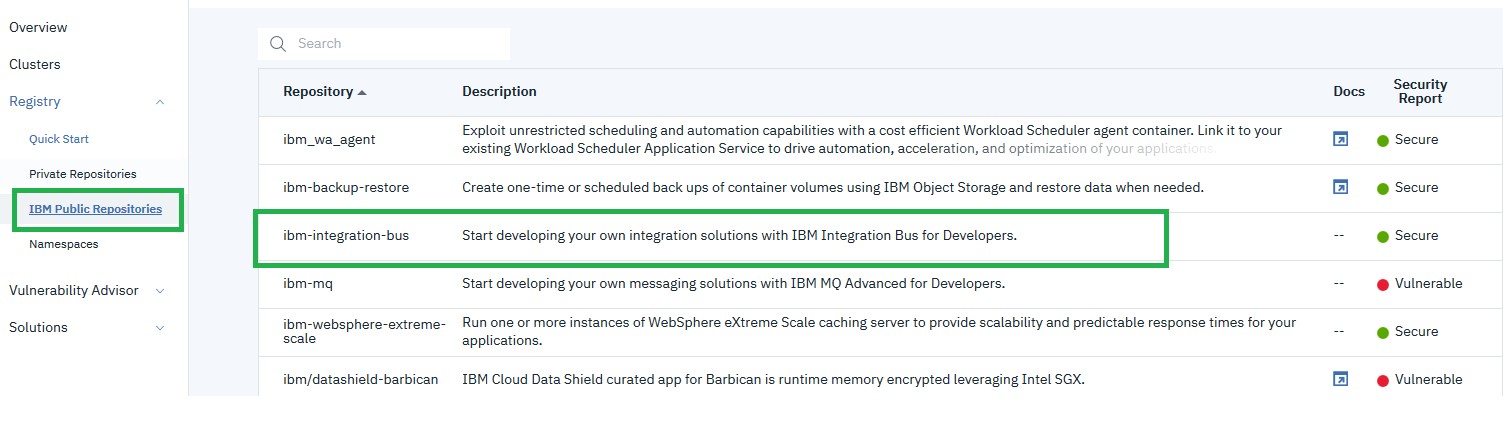 Overview
Clusters
Registry
Quick Start
Private Repositories
IBM Public Repositories
Namespaces
Vulnerability Advisor
Solutions
Search
Repository Description Docs Security Report
ibm_wa_agent Exploit unrestricted scheduling and automation capabilities with a cost efficient Workload Scheduler agent container. Link it to your
existing Workload Scheduler Application Service to drive automation, acceleration, and optimization of your applications. Secure
ibm-backup-restore Create one-time or scheduled back ups of container volumes using IBM Object Storage and restore data when needed. Secure
ibm-integration-bus Start developing your own integration solutions with IBM Integration Bus for Developers. -- Secure
ibm-mq Start developing your own messaging solutions with IBM MQ Advanced for Developers. -- Vulnerable
ibm-websphere-extreme-
scale Run one or more instances of WebSphere eXtreme Scale caching server to provide scalability and predictable response times for your
applications. -- Secure
ibm/datashield-barbican IBM Cloud Data Shield curated app for Barbican is runtime memory encrypted leveraging Intel SGX. Vulnerable